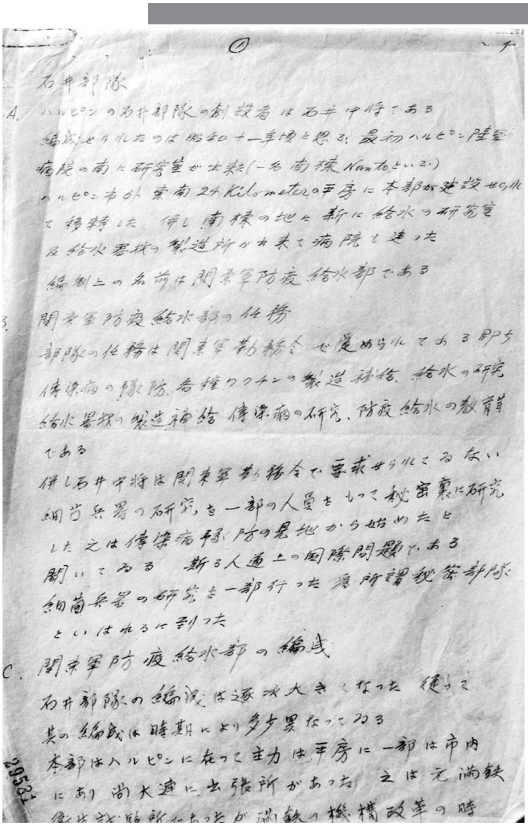 ①
石井部隊
A. ハルピンの石井部隊の創設者は石井中将である
編成せられたのは昭和十一年頃と思ふ 最初ハルピン陸軍
病院の南に研究室が出来(一名南棟 Nantoといふ)
ハルピン市外 東南24 Kilometerの平房に本部が建設せられ
て移転した 併し南棟の地に新に給水の研究室
及給水器材の製造所が出来て病院も建った
編制上の名前は関東軍防疫給水部である
B. 関東軍防疫給水部の任務
部隊の任務は関東軍勤務令で定められてある即ち
傳染病の豫防、各種ワクチンの製造補給、給水の研究
給水器材の製造補給 傳染病の研究、防疫給水の教育等
である
併し石井中将は関東軍勤務令で要求せられてゐない
細菌兵器の研究を一部の人員をもって秘密裏に研究
した 之は傳染病豫防の見地から始めたと
聞いてゐる 斯る人道上の国際問題である
細菌兵器の研究を一部行った為所謂秘密部隊
といはれるに到った
C. 関東軍防疫給水部の編成
石井部隊の編成は逐次大きくなった 従って
其の編成は時期により多少異なってゐる
本部はハルピンに在って主力は平房に一部は市内
にあり 尚大連に出張所があった 之は元満鉄
衛生試験所にあったが満鉄の機構改革の時
29531